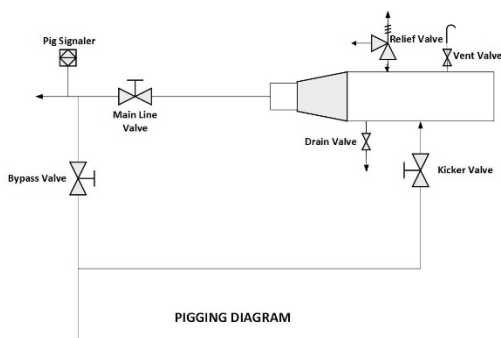 Pig Signaler
Relief Valve
Vent Valve
Main Line
Valve
Drain Valve
Bypass Valve
Kicker Valve
PIGGING DIAGRAM